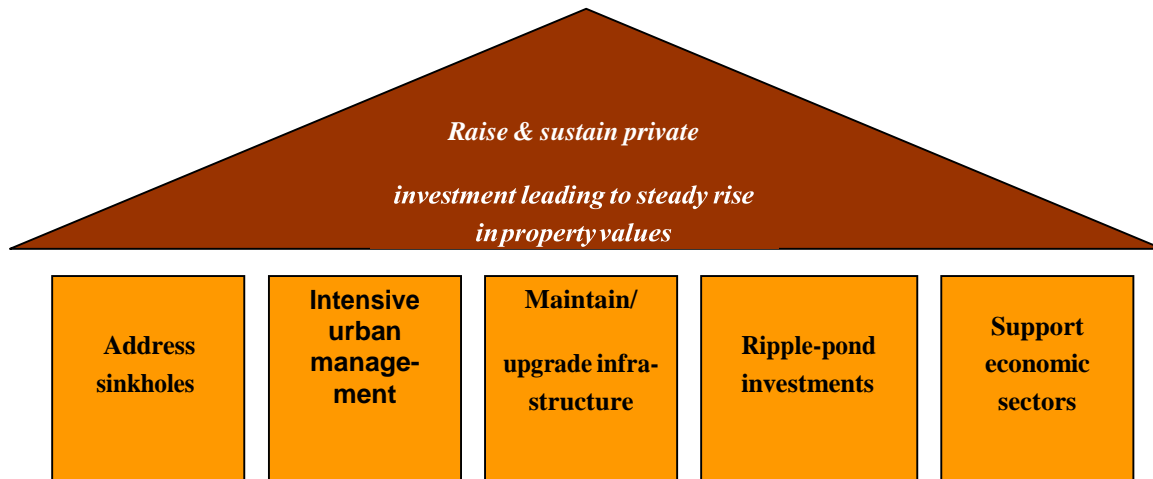 Raise & sustain private
investment leading to steady rise
in property values
Address
sinkholes
Intensive
urban
manage-
ment
Maintain/
upgrade infra-
structure
Ripple-pond
investments
Support
economic
sectors